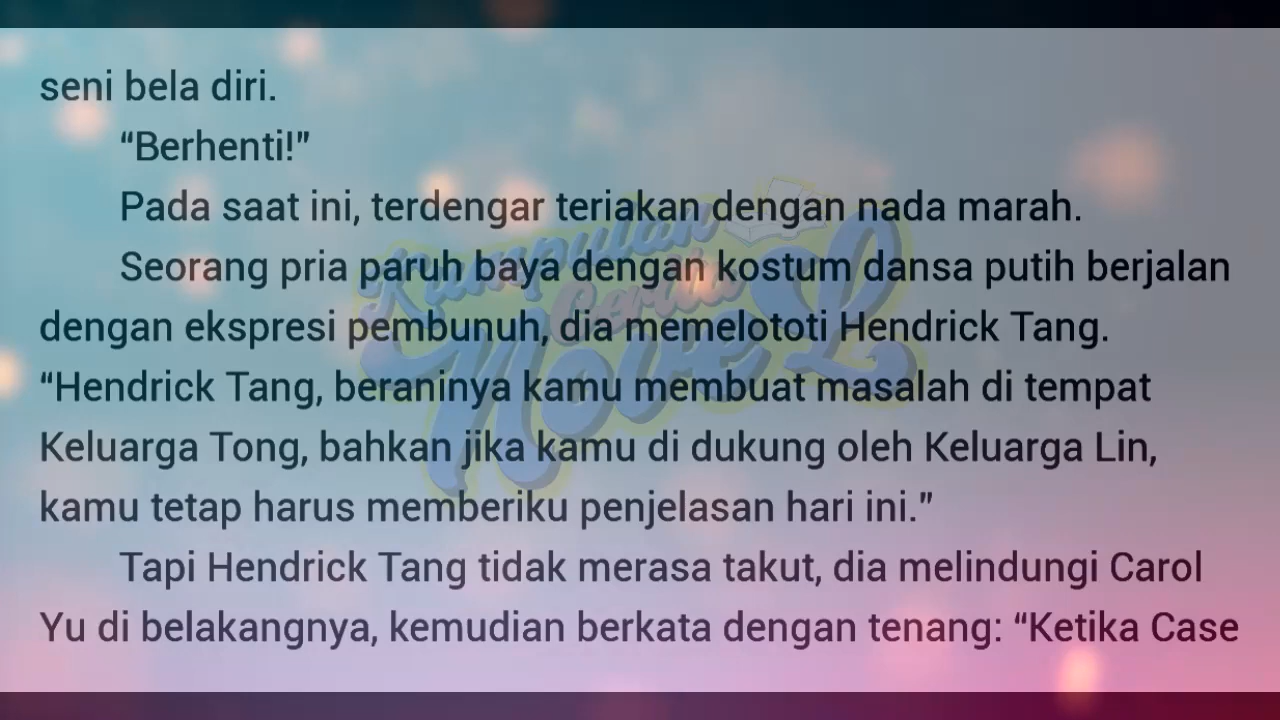 seni bela diri.
“Berhenti!”
Pada saat ini, terdengar teriakan dengan nada marah.
Seorang pria paruh baya dengan kostum dansa putih berjalan
dengan ekspresi pembunuh, dia memelototi Hendrick Tang.
“Hendrick Tang, beraninya kamu membuat masalah di tempat
Keluarga Tong, bahkan jika kamu di dukung oleh Keluarga Lin,
kamu tetap harus memberiku penjelasan hari ini.”
Tapi Hendrick Tang tidak merasa takut, dia melindungi Carol
Yu di belakangnya, kemudian berkata dengan tenang: “Ketika Case
Kumpulan
Cerita
NoveL